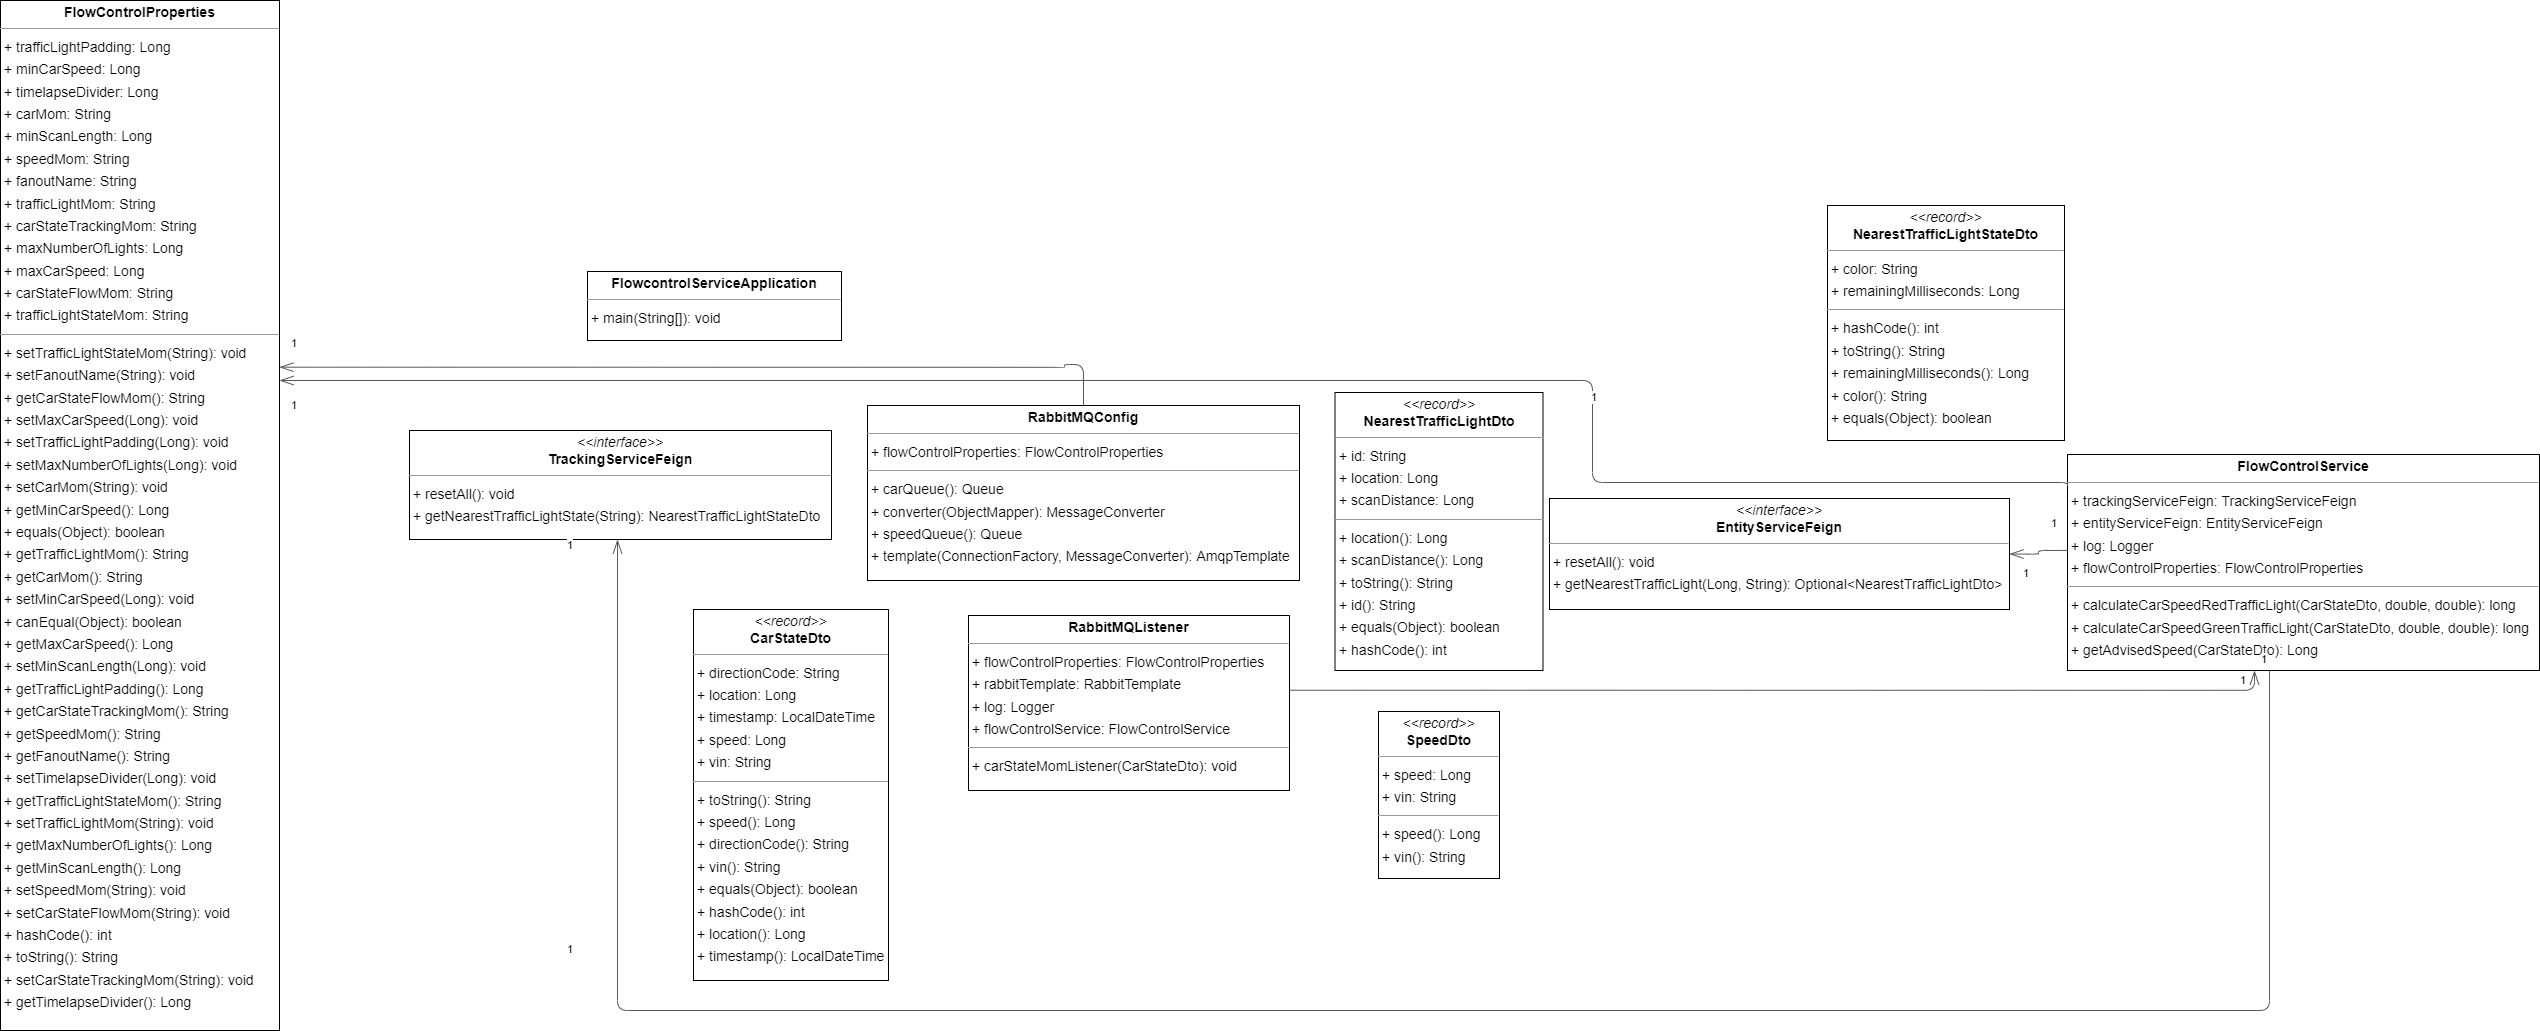 FlowControlProperties
+ trafficLightPadding: Long
+ minCarSpeed: Long
+ timelapseDivider: Long
+ carMom: String
+ minScanLength: Long
+ speedMom: String
+ fanoutName: String
+ trafficLightMom: String
+ carStateTrackingMom: String
+ maxNumberOfLights: Long
+ maxCarSpeed: Long
+ carStateFlowMom: String
+ trafficLightStateMom: String
+ setTrafficLightStateMom(String): void
+ setFanoutName(String): void
+ getCarStateFlowMom(): String
+ setMaxCarSpeed(Long): void
+ setTrafficLightPadding(Long): void
+ setMaxNumberOfLights(Long): void
+ setCarMom(String): void
+ getMinCarSpeed(): Long
+ equals(Object): boolean
+ getTrafficLightMom(): String
+ getCarMom(): String
+ setMinCarSpeed(Long): void
+ canEqual(Object): boolean
+ getMaxCarSpeed(): Long
+ setMinScanLength(Long): void
+ getTrafficLightPadding(): Long
+ getCarStateTrackingMom(): String
+ getSpeedMom(): String
+ getFanoutName(): String
+ setTimelapseDivider(Long): void
+ getTrafficLightStateMom(): String
+ setTrafficLightMom(String): void
+ getMaxNumberOfLights(): Long
+ getMinScanLength(): Long
+ setSpeedMom(String): void
+ setCarStateFlowMom(String): void
+ hashCode(): int
+ toString(): String
+ setCarStateTrackingMom(String): void
+ getTimelapseDivider(): Long
1
1
FlowcontrolServiceApplication
+ main(String[]): void
<<interface>>
TrackingServiceFeign
+ resetAll(): void
+ getNearestTrafficLightState(String): NearestTrafficLightStateDto
1
1
<<record>>
CarStateDto
+ directionCode: String
+ location: Long
+ timestamp: LocalDateTime
+ speed: Long
+ vin: String
+ toString(): String
+ speed(): Long
+ directionCode(): String
+ vin(): String
+ equals(Object): boolean
+ hashCode(): int
+ location(): Long
+ timestamp(): LocalDateTime
RabbitMQConfig
+ flowControlProperties: FlowControlProperties
+ carQueue(): Queue
+ converter(ObjectMapper): MessageConverter
+ speedQueue(): Queue
+ template(ConnectionFactory, MessageConverter): AmqpTemplate
RabbitMQListener
+ flowControlProperties: FlowControlProperties
+ rabbitTemplate: RabbitTemplate
+ log: Logger
+ flowControlService: FlowControlService
+ carStateMomListener(CarStateDto): void
<<record>>
NearestTrafficLightDto
+ id: String
+ location: Long
+ scanDistance: Long
+ location(): Long
+ scanDistance(): Long
+ toString(): String
+ id(): String
+ equals(Object): boolean
+ hashCode(): int
<<record>>
SpeedDto
+ speed: Long
+ vin: String
+ speed(): Long
+ vin(): String
1
<<interface>>
EntityServiceFeign
+ resetAll(): void
+ getNearestTrafficLight(Long, String): Optional<NearestTrafficLightDto>
<<record>>
NearestTrafficLightStateDto
+ color: String
+ remainingMilliseconds: Long
+ hashCode(): int
+ toString(): String
+ remainingMilliseconds(): Long
+ color(): String
+ equals(Object): boolean
1
1
FlowControlService
+ trackingServiceFeign: TrackingServiceFeign
+ entityServiceFeign: EntityServiceFeign
+ log: Logger
+ flowControlProperties: FlowControlProperties
+ calculateCarSpeedRedTrafficLight(CarStateDto, double, double): long
+ calculateCarSpeedGreenTrafficLight(CarStateDto, double, double): long
+ getAdvisedSpeed(CarStateDto): Long
1
1